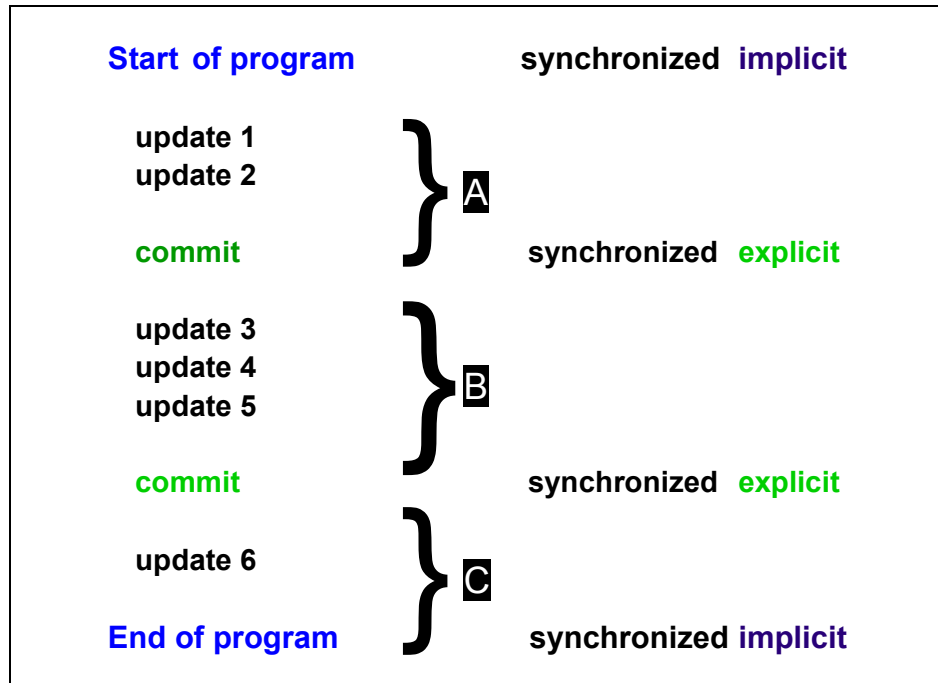 Start of program synchronized implicit
update 1
update 2
A
commit synchronized explicit
update 3
update 4
B
update 5
commit synchronized explicit
update 6
C
End of program synchronized implicit